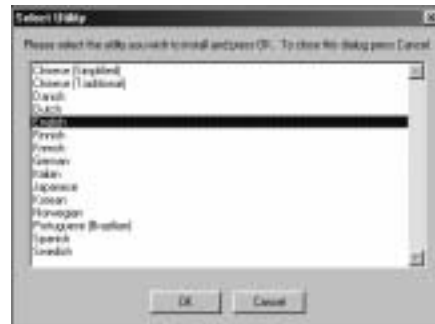 Select Utility
Please select the utility you wish to install and press OK. To close this dialog press Cancel
Chinese (Simplified)
Chinese (Traditional)
Danish
Dutch
English
Finnish
French
German
Italian
Japanese
Korean
Norwegian
Portuguese (Brazilian)
Spanish
Swedish
OK
Cancel